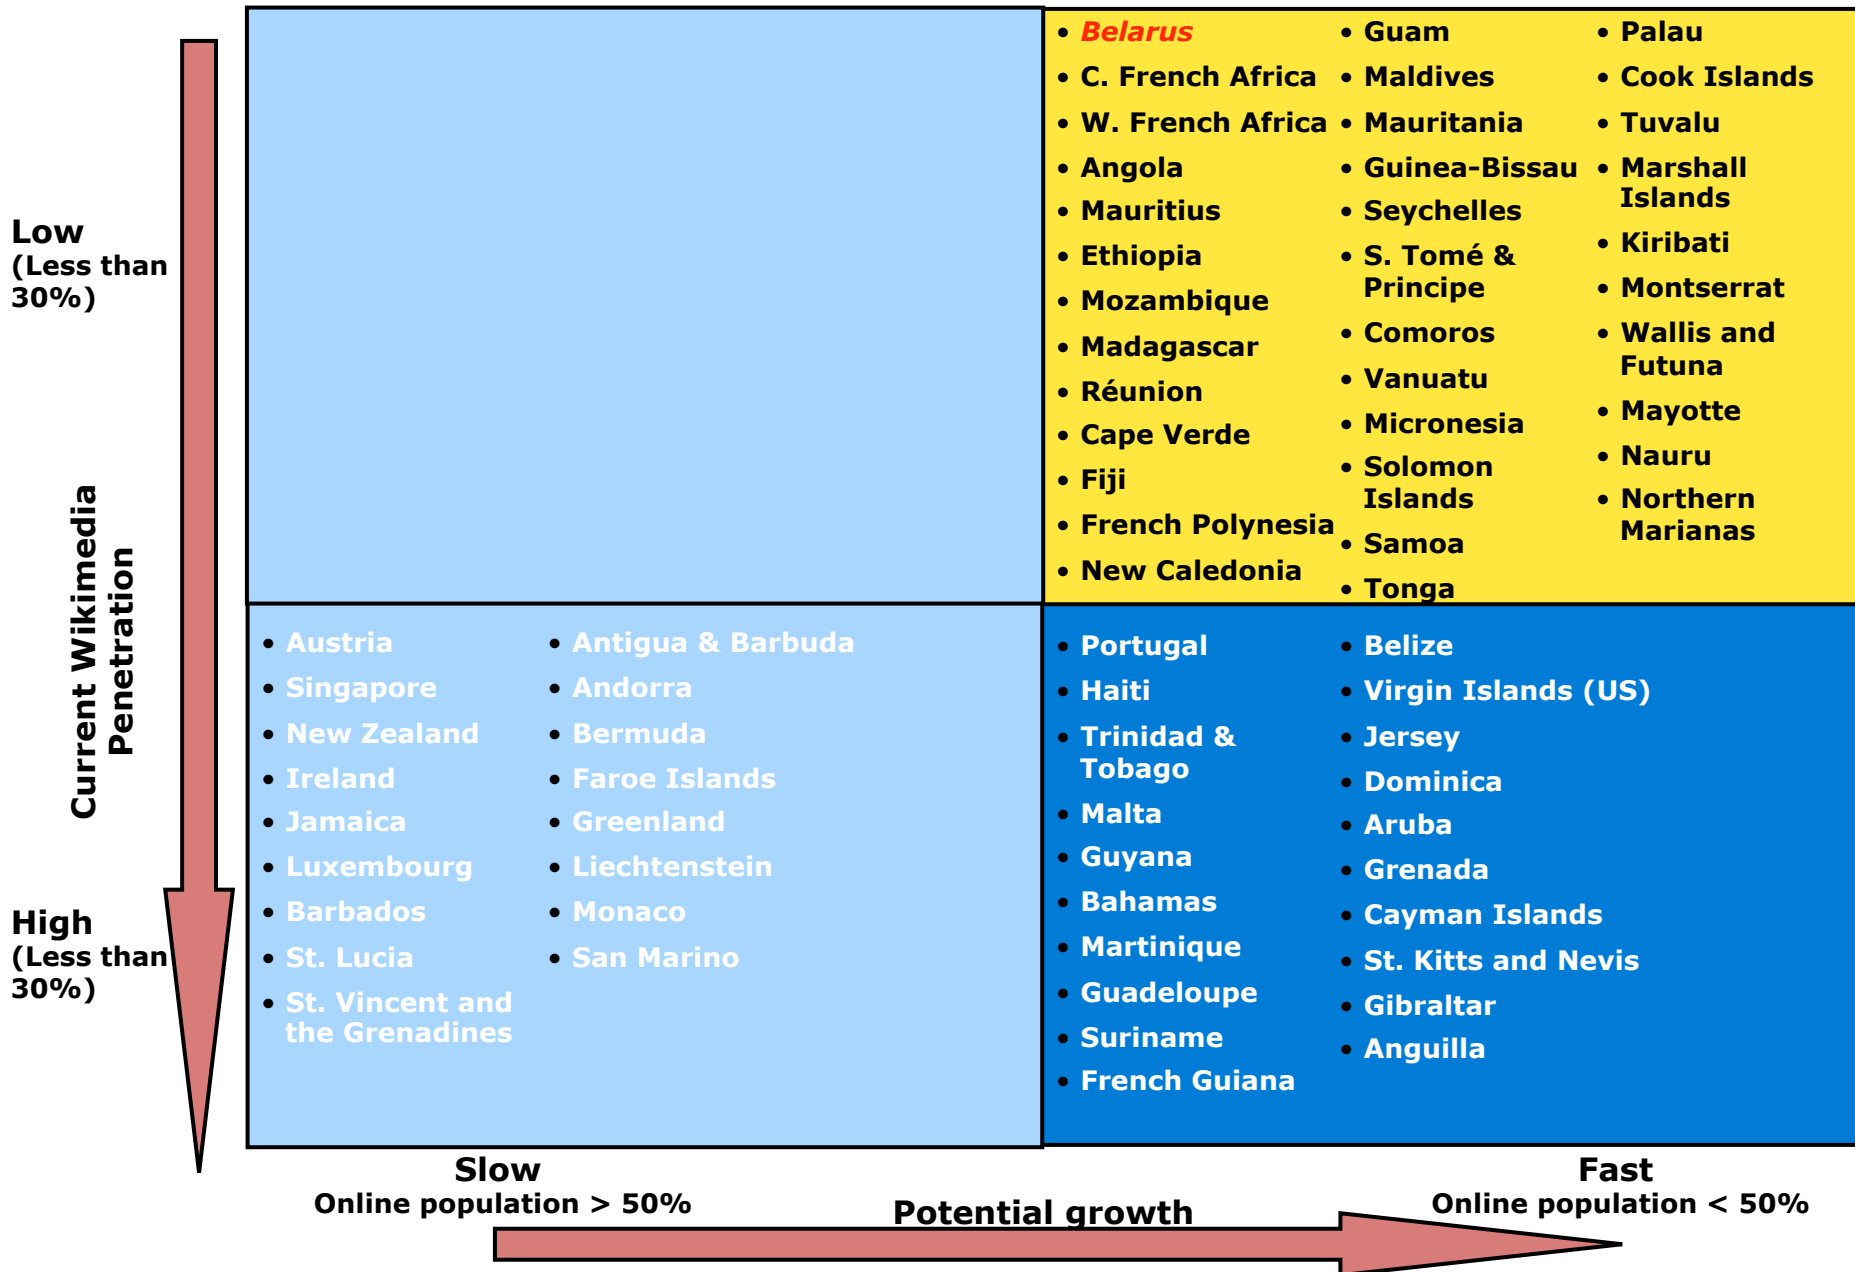 Low
(Less than
30%)
Current Wikimedia
Penetration
High
(Less than
30%)
• Belarus
• C. French Africa
• W. French Africa
• Angola
• Mauritius
• Ethiopia
• Mozambique
• Madagascar
• Réunion
• Cape Verde
• Fiji
• French Polynesia
• New Caledonia
• Guam
• Maldives
• Mauritania
• Guinea-Bissau
• Seychelles
• S. Tomé &
Principe
• Comoros
• Vanuatu
• Micronesia
• Solomon
Islands
• Samoa
• Tonga
• Palau
• Cook Islands
• Tuvalu
• Marshall
Islands
• Kiribati
• Montserrat
• Wallis and
Futuna
• Mayotte
• Nauru
• Northern
Marianas
• Austria
• Singapore
• New Zealand
• Ireland
• Jamaica
• Luxembourg
• Barbados
• St. Lucia
• St. Vincent and
the Grenadines
• Antigua & Barbuda
• Andorra
• Bermuda
• Faroe Islands
• Greenland
• Liechtenstein
• Monaco
• San Marino
• Portugal
• Haiti
• Trinidad &
Tobago
• Malta
• Guyana
• Bahamas
• Martinique
• Guadeloupe
• Suriname
• French Guiana
• Belize
• Virgin Islands (US)
• Jersey
• Dominica
• Aruba
• Grenada
• Cayman Islands
• St. Kitts and Nevis
• Gibraltar
• Anguilla
Slow
Online population > 50%
Potential growth
Fast
Online population < 50%